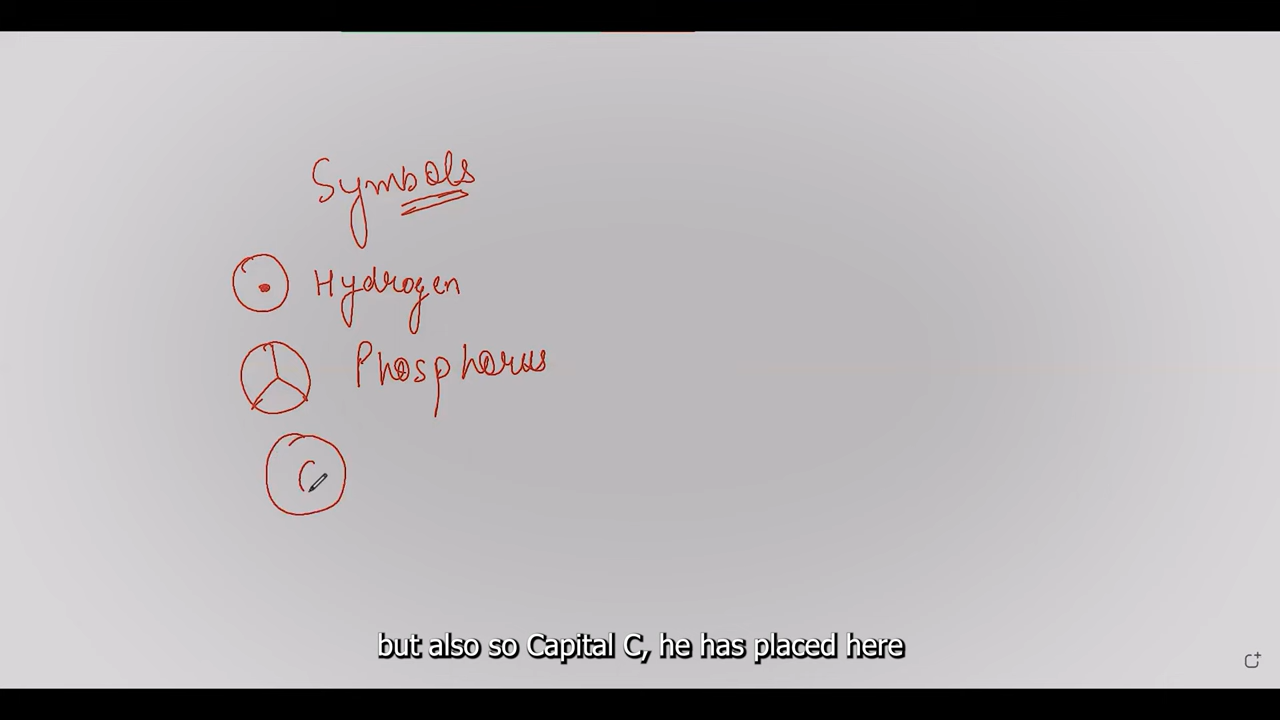 Symbols
Hydrogen
Phosphorus
C
but also so Capital C, he has placed here